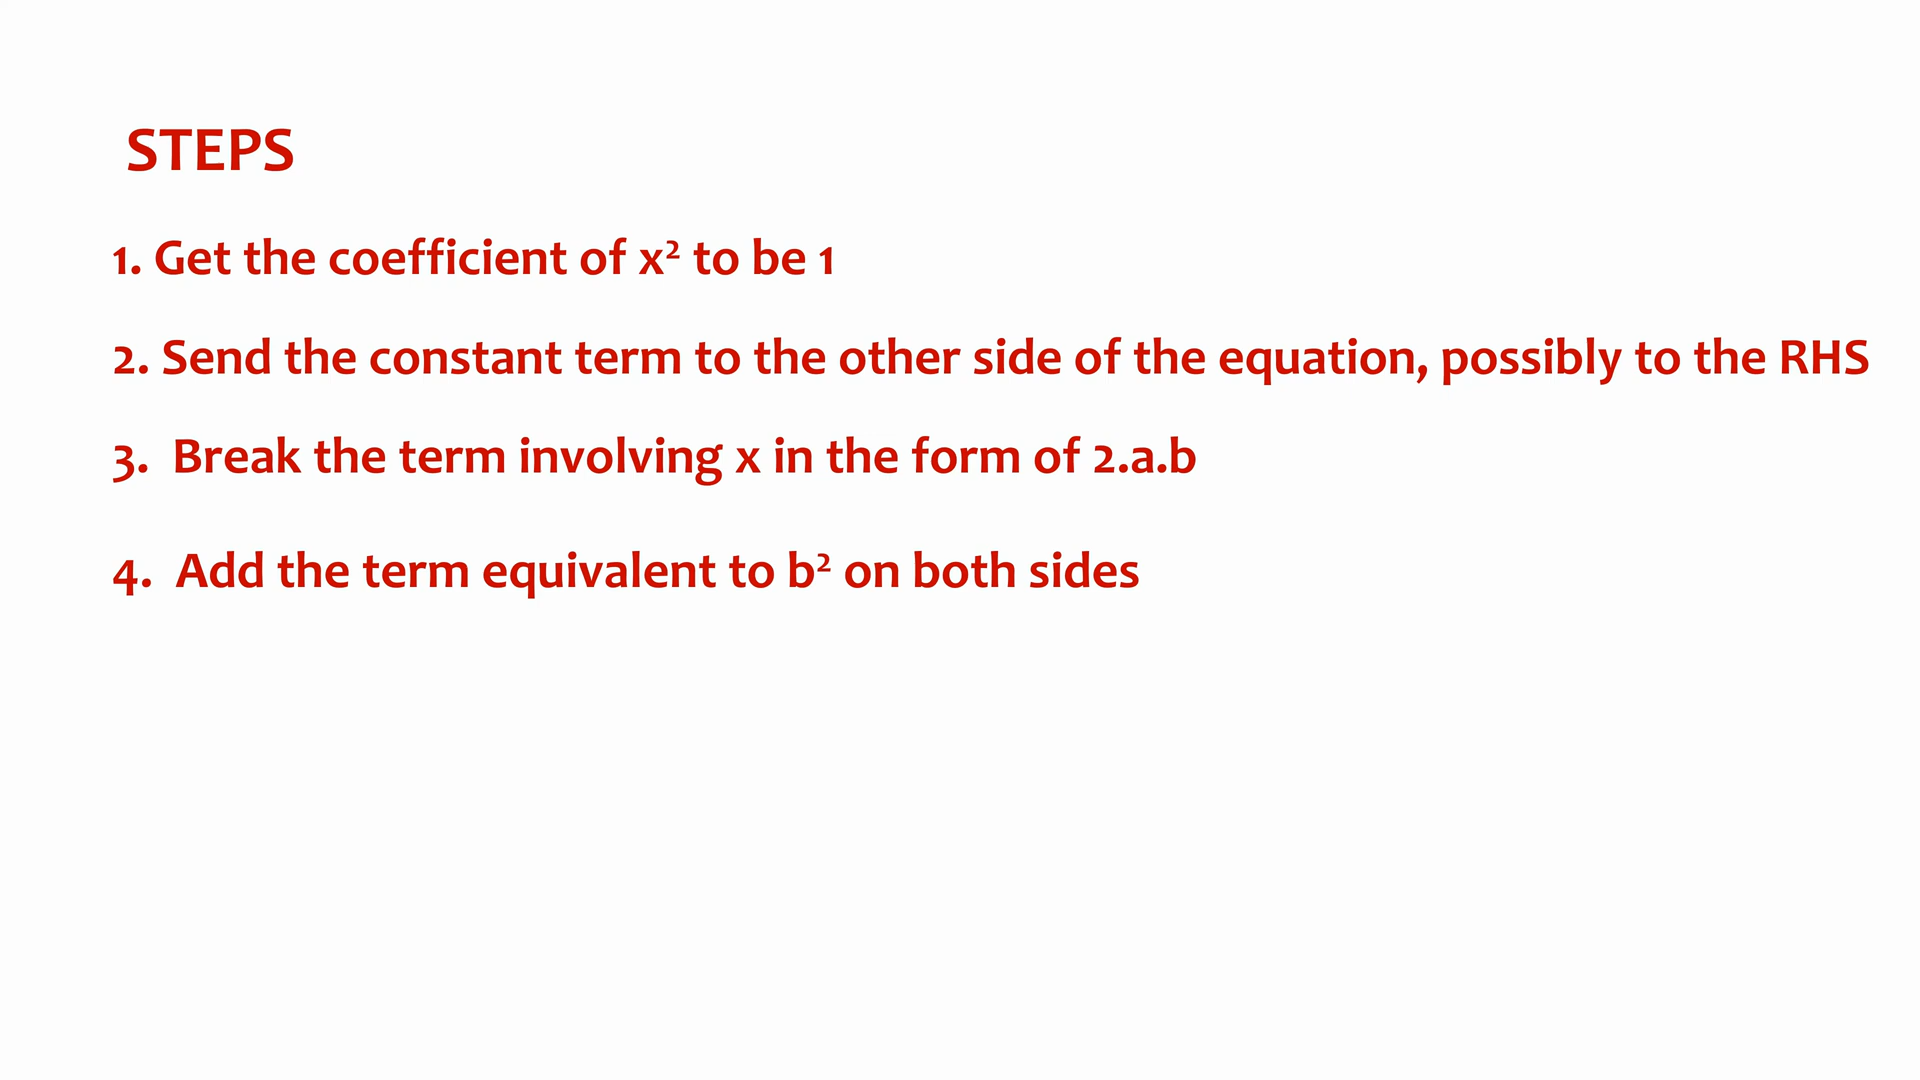 STEPS
1. Get the coefficient of x² to be 1
2. Send the constant term to the other side of the equation, possibly to the RHS
3. Break the term involving x in the form of 2.a.b
4. Add the term equivalent to b² on both sides